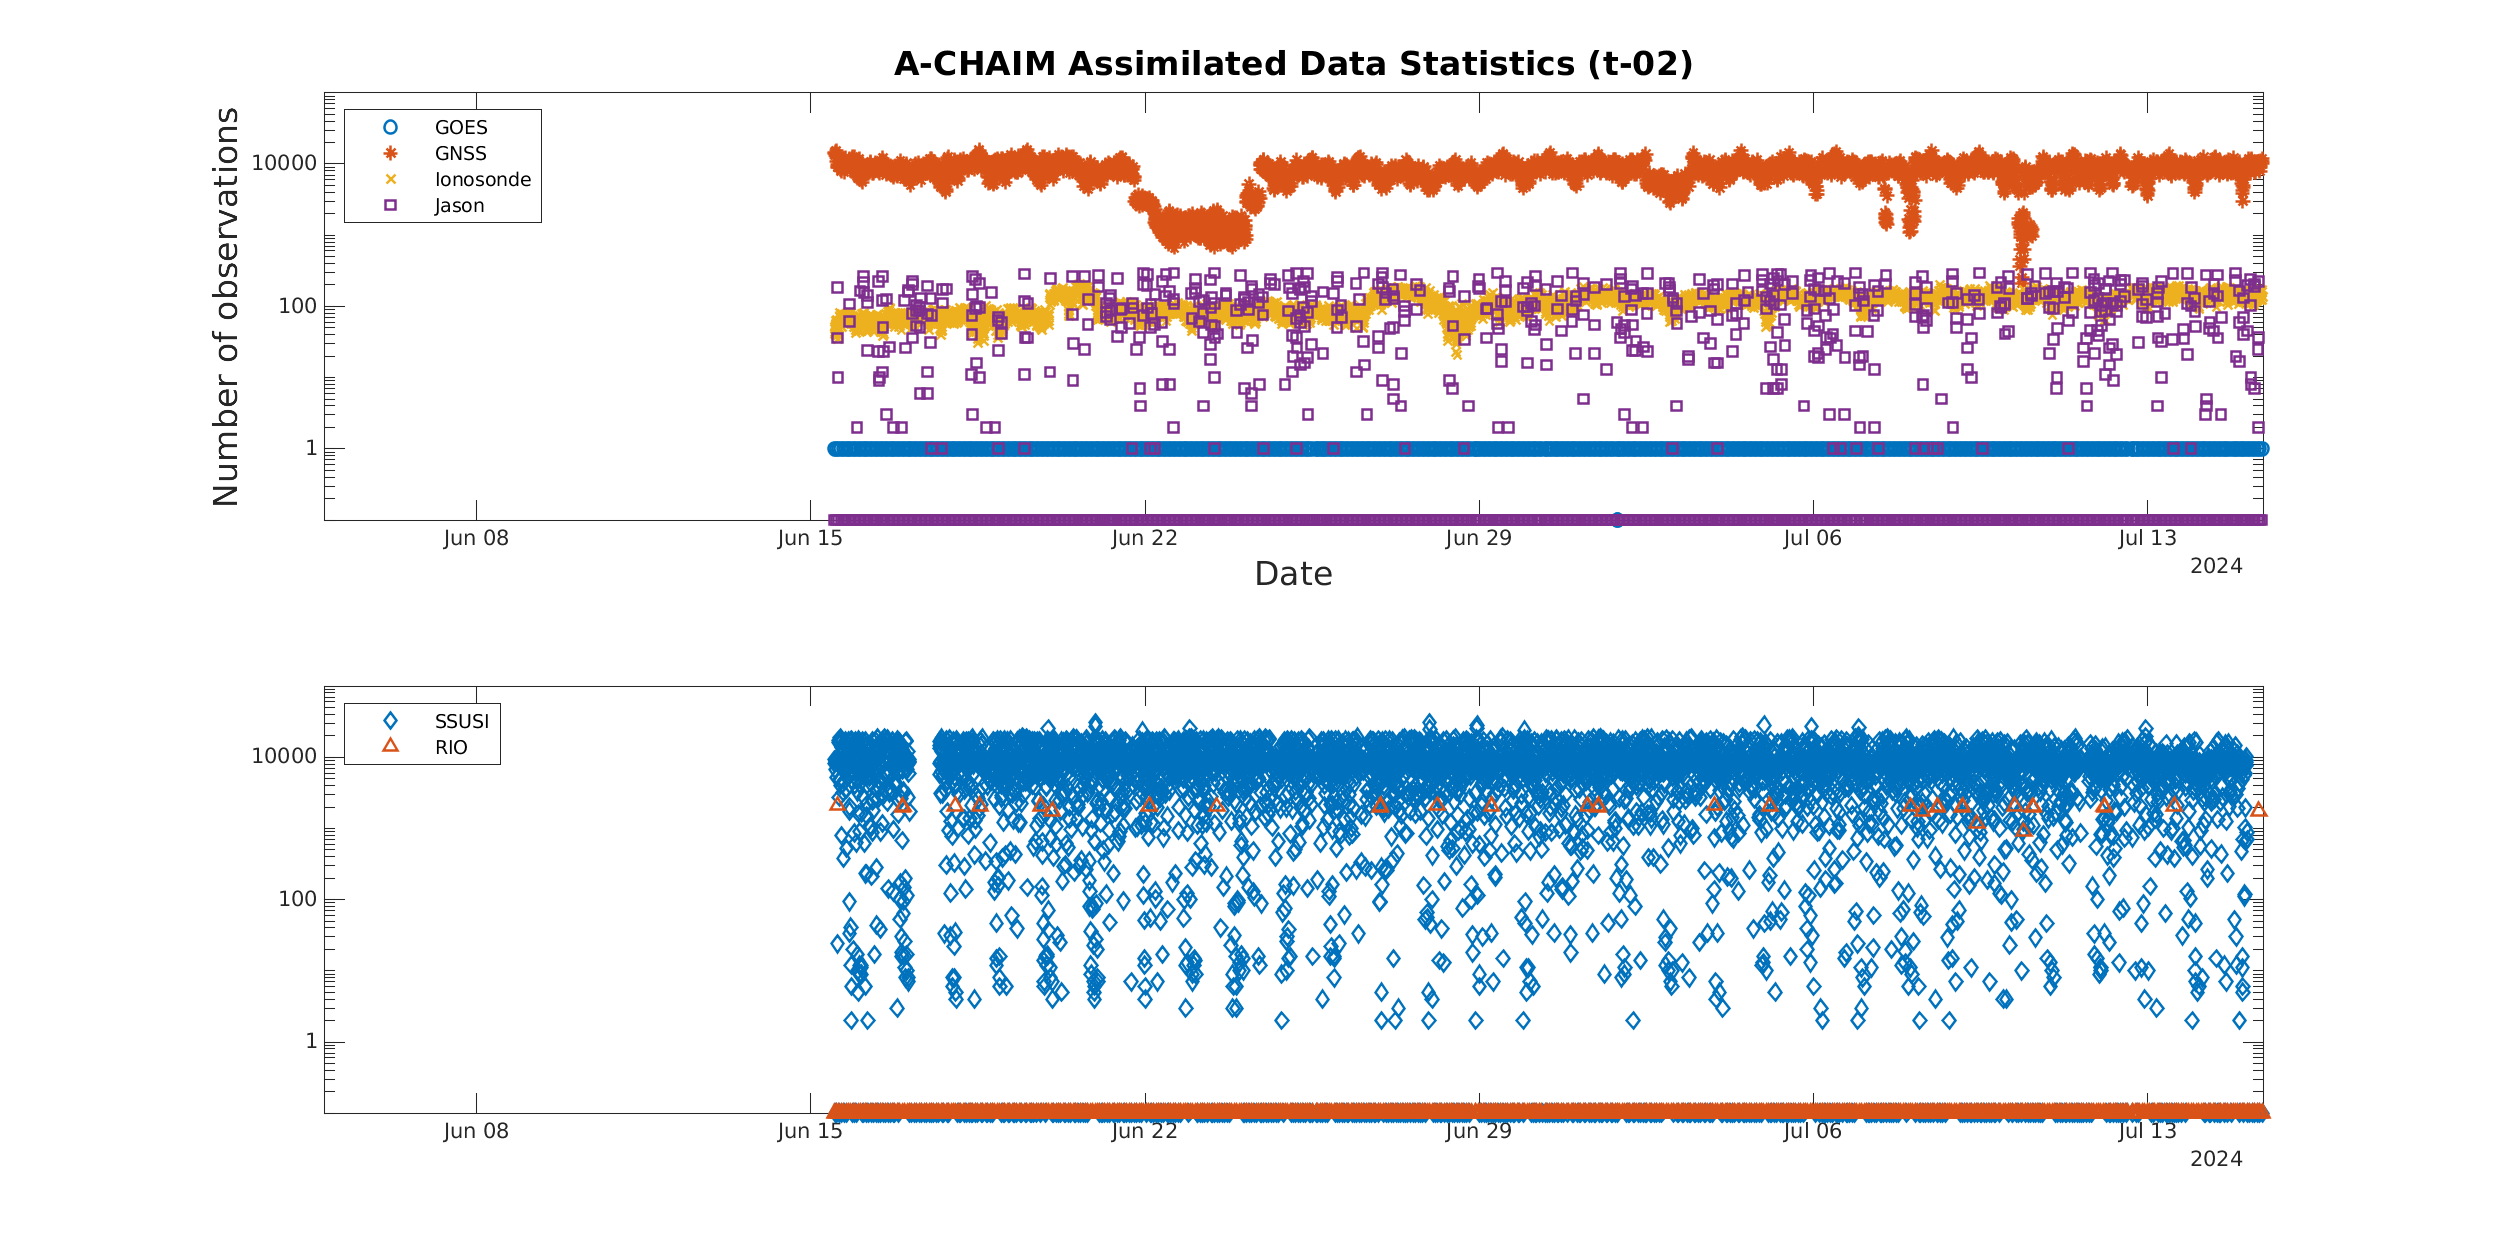 A-CHAIM Assimilated Data Statistics (t-02)
Number of observations
10000
100
1
GOES
GNSS
Ionosonde
Jason
Jun 08
Jun 15
Jun 22
Jun 29
Jul 06
Jul 13
2024
Date
10000
100
1
SSUSI
RIO
Jun 08
Jun 15
Jun 22
Jun 29
Jul 06
Jul 13
2024